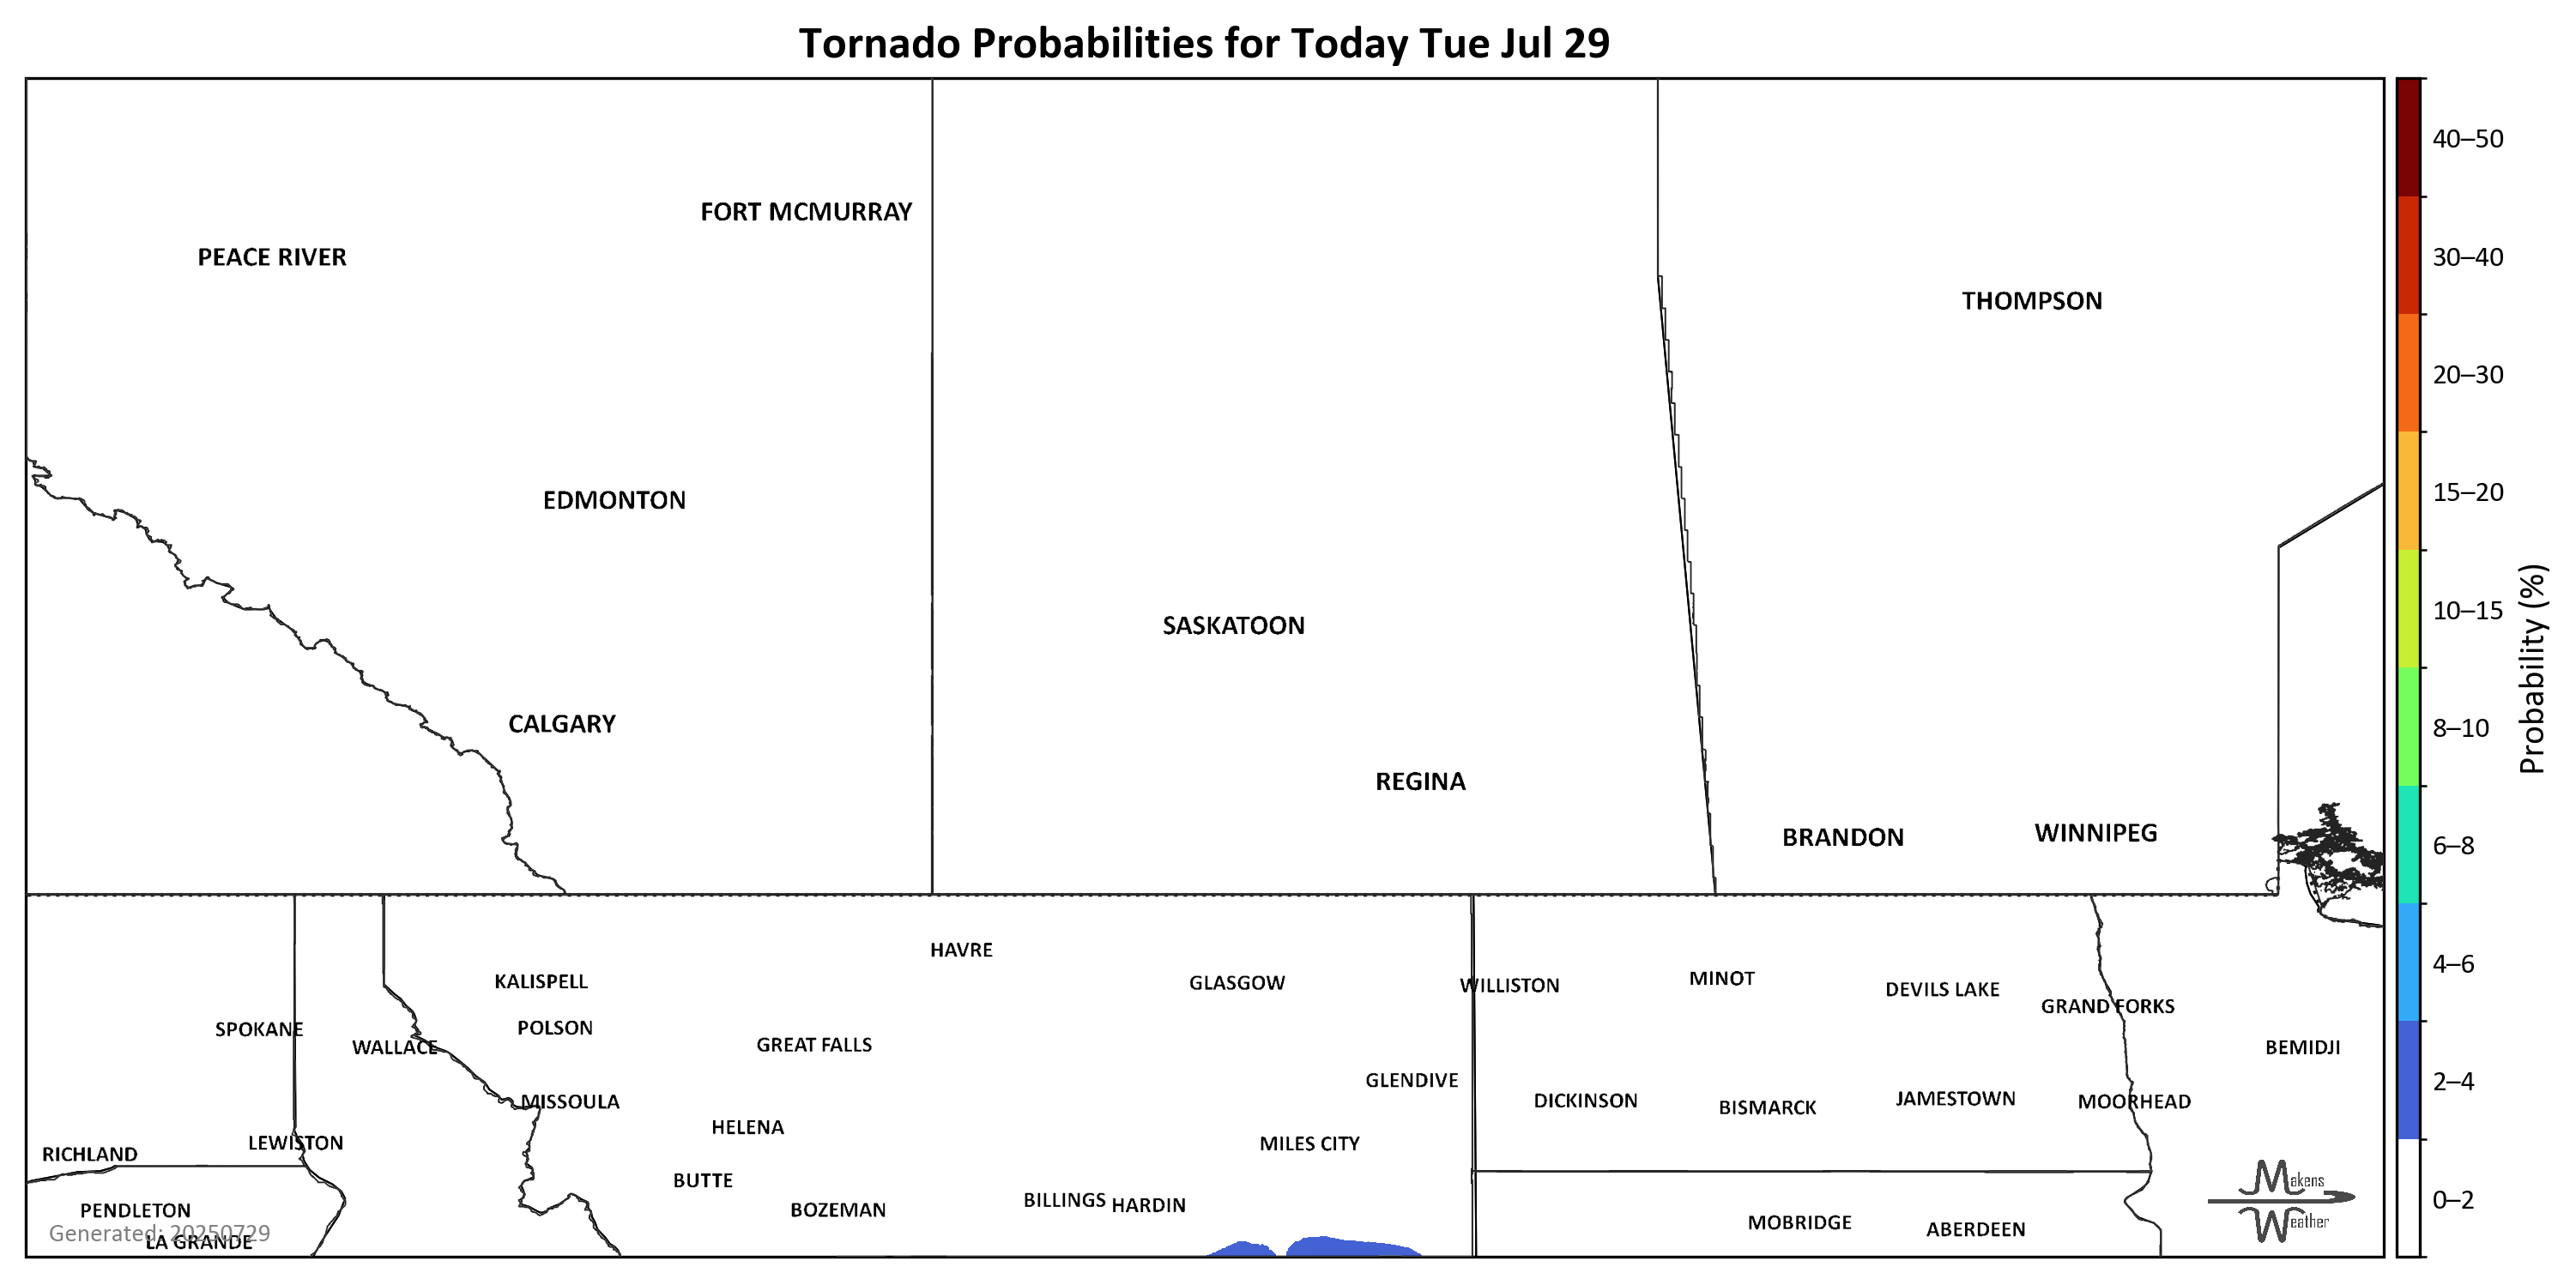 Tornado Probabilities for Today Tue Jul 29
FORT MCMURRAY
PEACE RIVER
THOMPSON
EDMONTON
SASKATOON
CALGARY
REGINA
BRANDON
WINNIPEG
HAVRE
KALISPELL
GLASGOW
WILLISTON
MINOT
DEVILS LAKE
GRAND FORKS
SPOKANE
POLSON
WALLACE
GREAT FALLS
BEMIDJI
GLENDIVE
MISSOULA
DICKINSON
BISMARCK
JAMESTOWN
MOORHEAD
HELENA
LEWISTON
MILES CITY
RICHLAND
BUTTE
BILLINGS
HARDIN
PENDLETON
BOZEMAN
MOBRIDGE
ABERDEEN
Generated: 20250729
LA GRANDE
Makens
Weather
40–50
30–40
20–30
15–20
10–15
8–10
6–8
4–6
2–4
0–2
Probability (%)